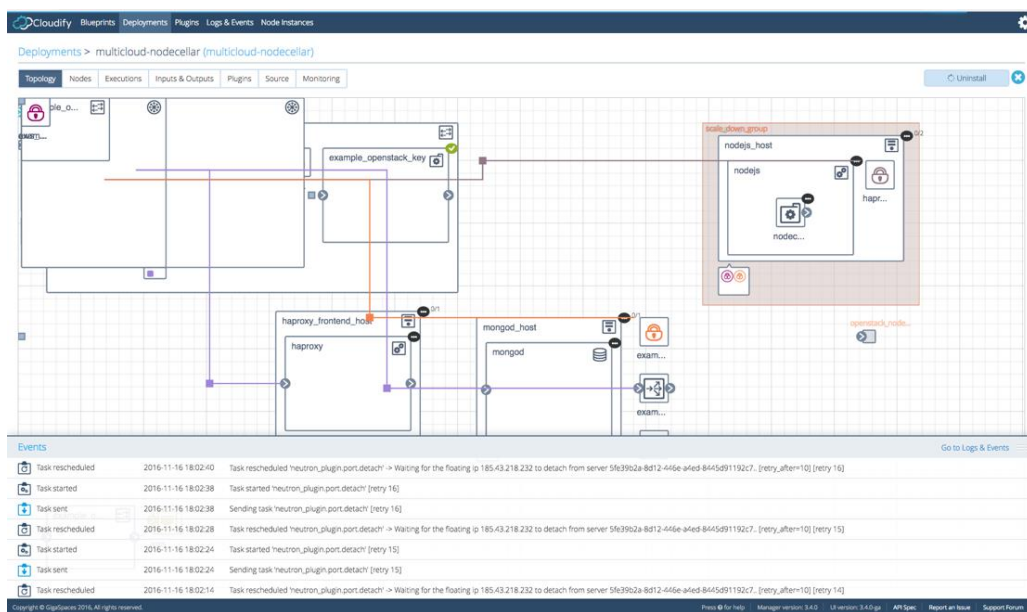 Cloudify Blueprints Deployments Plugins Logs & Events Node Instances
Deployments > multicloud-nodecellar (multicloud-nodecellar)
Topology Nodes Executions Inputs & Outputs Plugins Source Monitoring Uninstall
ple_o...
scale_down_group
0/2
nodejs_host
example_openstack_key
nodejs
hapr...
nodec...
0/1
haproxy_frontend_host
0/1
mongod_host
openstack_node...
haproxy
mongod
exam...
exam...
Events Go to Logs & Events
Task rescheduled 2016-11-16 18:02:40 Task rescheduled 'neutron_plugin.port.detach' -> Waiting for the floating ip 185.43.218.232 to detach from server 5fe39b2a-8d12-446e-a4ed-8445d91192c7.. [retry_after=10] [retry 16]
Task started 2016-11-16 18:02:38 Task started 'neutron_plugin.port.detach' [retry 16]
Task sent 2016-11-16 18:02:38 Sending task 'neutron_plugin.port.detach' [retry 16]
Task rescheduled 2016-11-16 18:02:28 Task rescheduled 'neutron_plugin.port.detach' -> Waiting for the floating ip 185.43.218.232 to detach from server 5fe39b2a-8d12-446e-a4ed-8445d91192c7.. [retry_after=10] [retry 15]
Task started 2016-11-16 18:02:24 Task started 'neutron_plugin.port.detach' [retry 15]
Task sent 2016-11-16 18:02:24 Sending task 'neutron_plugin.port.detach' [retry 15]
Task rescheduled 2016-11-16 18:02:14 Task rescheduled 'neutron_plugin.port.detach' -> Waiting for the floating ip 185.43.218.232 to detach from server 5fe39b2a-8d12-446e-a4ed-8445d91192c7.. [retry_after=10] [retry 14]
Copyright © GigaSpaces 2016, All rights reserved. Press ? for help Manager version: 3.4.0 UI version: 3.4.0-ga API Spec Report an Issue Support Forum